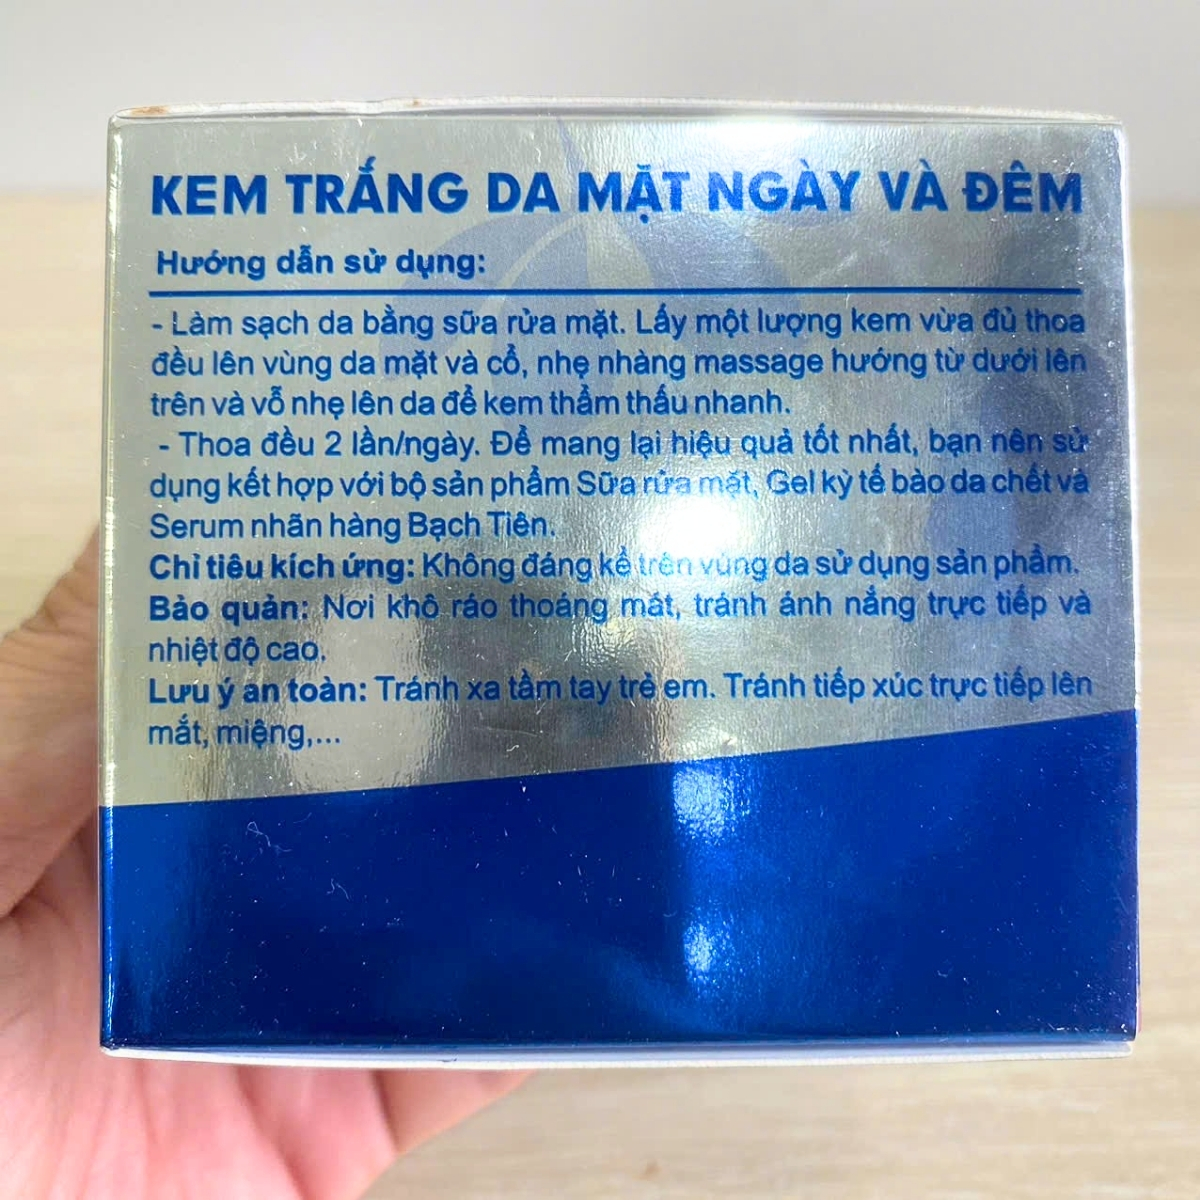 KEM TRẮNG DA MẶT NGÀY VÀ ĐÊM
Hướng dẫn sử dụng:
- Làm sạch da bằng sữa rửa mặt. Lấy một lượng kem vừa đủ thoa
đều lên vùng da mặt và cổ, nhẹ nhàng massage hướng từ dưới lên
trên và vỗ nhẹ lên da để kem thẩm thấu nhanh.
- Thoa đều 2 lần/ngày. Để mang lại hiệu quả tốt nhất, bạn nên sử
dụng kết hợp với bộ sản phẩm Sữa rửa mặt, Gel kỳ tế bào da chết và
Serum nhãn hàng Bạch Tiên.
Chỉ tiêu kích ứng: Không đáng kể trên vùng da sử dụng sản phẩm.
Bảo quản: Nơi khô ráo thoáng mát, tránh ánh nắng trực tiếp và
nhiệt độ cao.
Lưu ý an toàn: Tránh xa tầm tay trẻ em. Tránh tiếp xúc trực tiếp lên
mắt, miệng,...